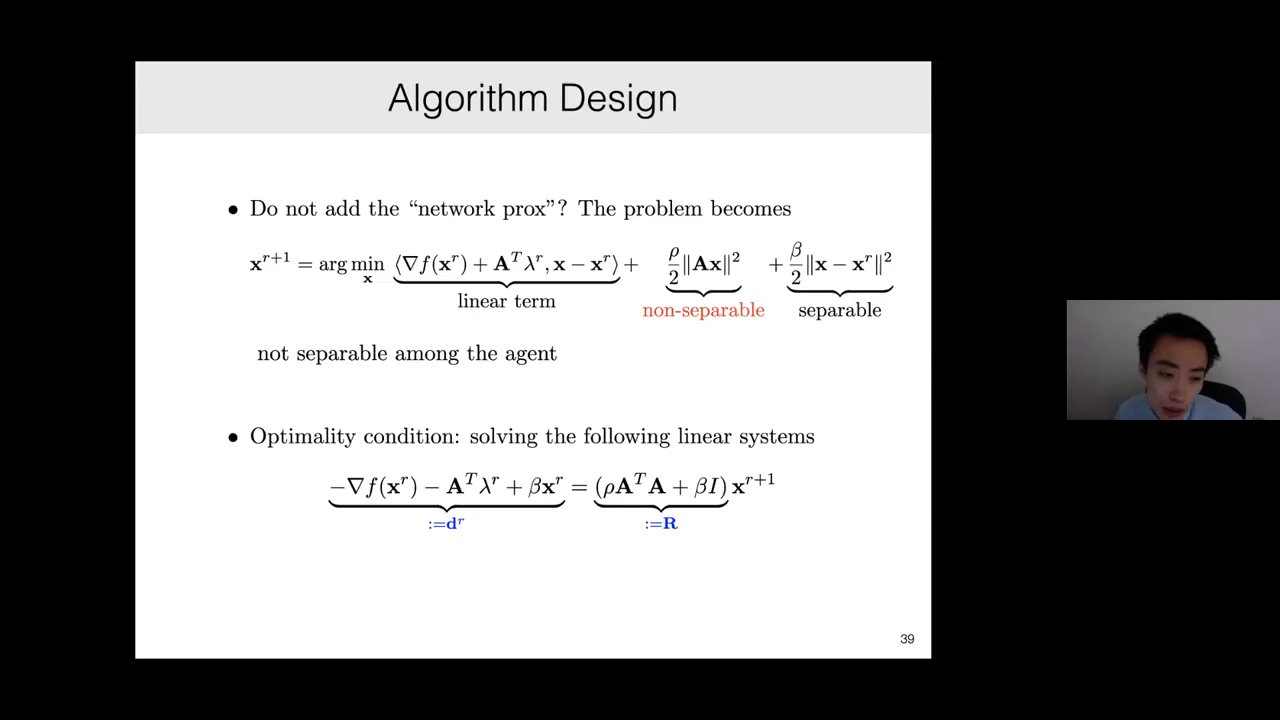 Algorithm Design
• Do not add the “network prox”? The problem becomes
x^{r+1} = arg min_x ⟨∇f(x^r) + A^T λ^r, x − x^r⟩ + ρ/2 ‖Ax‖² + β/2 ‖x − x^r‖²
linear term non-separable separable
not separable among the agent
• Optimality condition: solving the following linear systems
−∇f(x^r) − A^T λ^r + βx^r = (ρA^T A + βI) x^{r+1}
:=d^r :=R
39